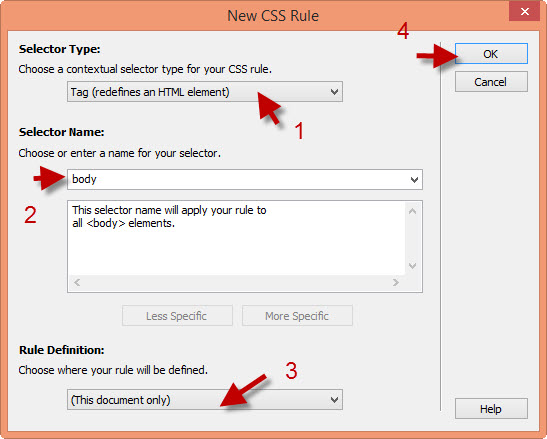 New CSS Rule
4
Selector Type:
OK
Choose a contextual selector type for your CSS rule.
Cancel
Tag (redefines an HTML element)
1
Selector Name:
Choose or enter a name for your selector.
body
2
This selector name will apply your rule to
all <body> elements.
Less Specific
More Specific
Rule Definition:
Choose where your rule will be defined.
3
(This document only)
Help